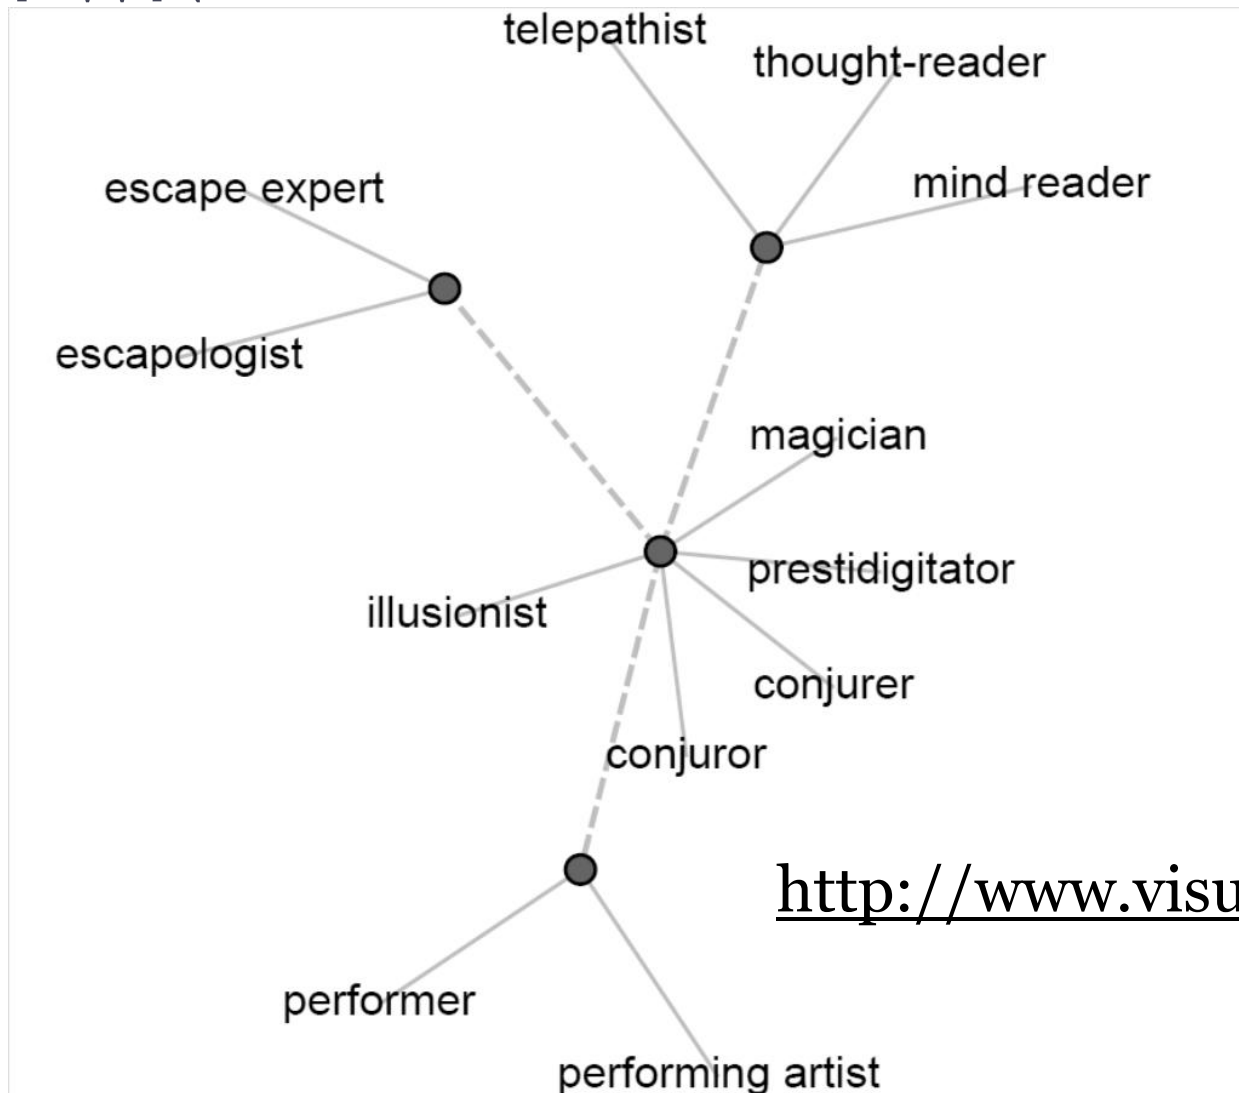 telepathist
thought-reader
mind reader
escape expert
escapologist
magician
prestidigitator
illusionist
conjurer
conjuror
http://www.visu
performer
performing artist